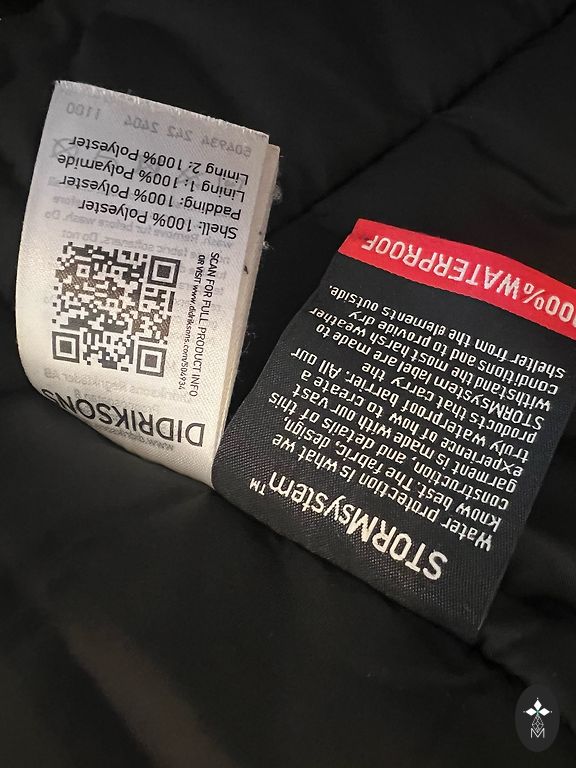 DIDRIKSONS
SCAN FOR FULL PRODUCT INFO
OR VISIT www.didriksons.com/504934
Shell: 100% Polyester
Padding: 100% Polyester
Lining 1: 100% Polyamide
Lining 2: 100% Polyester
504934 242 2404 1100
STORMsystem™
Water protection is what we
know best. The fabric, design,
construction, and details of this
garment is made with our vast
experience of how to create a
truly waterproof barrier. All our
products that carry the
STORMsystem label are made to
withstand the most harsh weather
conditions and to provide dry
shelter from the elements outside.
100% WATERPROOF